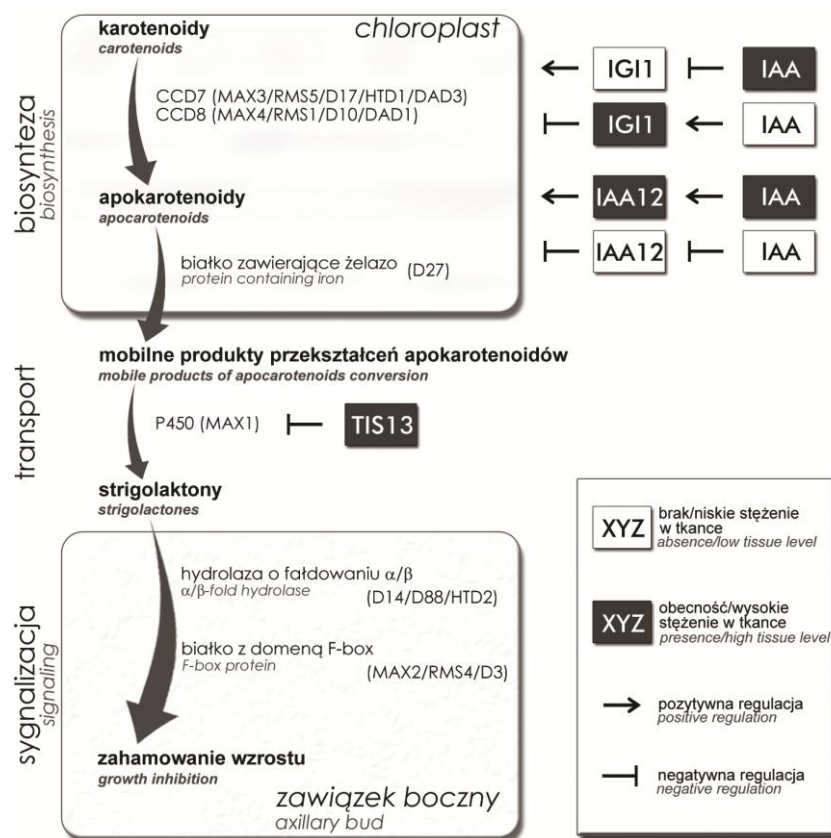 karotenoidy
carotenoids
chloroplast
CCD7 (MAX3/RMS5/D17/HTD1/DAD3)
CCD8 (MAX4/RMS1/D10/DAD1)
apokarotenoidy
apocarotenoids
białko zawierające żelazo
protein containing iron
(D27)
biosynteza
biosynthesis
IGI1 IAA
IGI1 IAA
IAA12 IAA
IAA12 IAA
mobilne produkty przekształceń apokarotenoidów
mobile products of apocarotenoids conversion
transport
P450 (MAX1)
TIS13
strigolaktony
strigolactones
hydrolaza o fałdowaniu α/β
α/β-fold hydrolase
(D14/D88/HTD2)
białko z domeną F-box
F-box protein
(MAX2/RMS4/D3)
sygnalizacja
signaling
zahamowanie wzrostu
growth inhibition
zawiązek boczny
axillary bud
XYZ
brak/niskie stężenie
w tkance
absence/low tissue level
XYZ
obecność/wysokie
stężenie w tkance
presence/high tissue level
pozytywna regulacja
positive regulation
negatywna regulacja
negative regulation